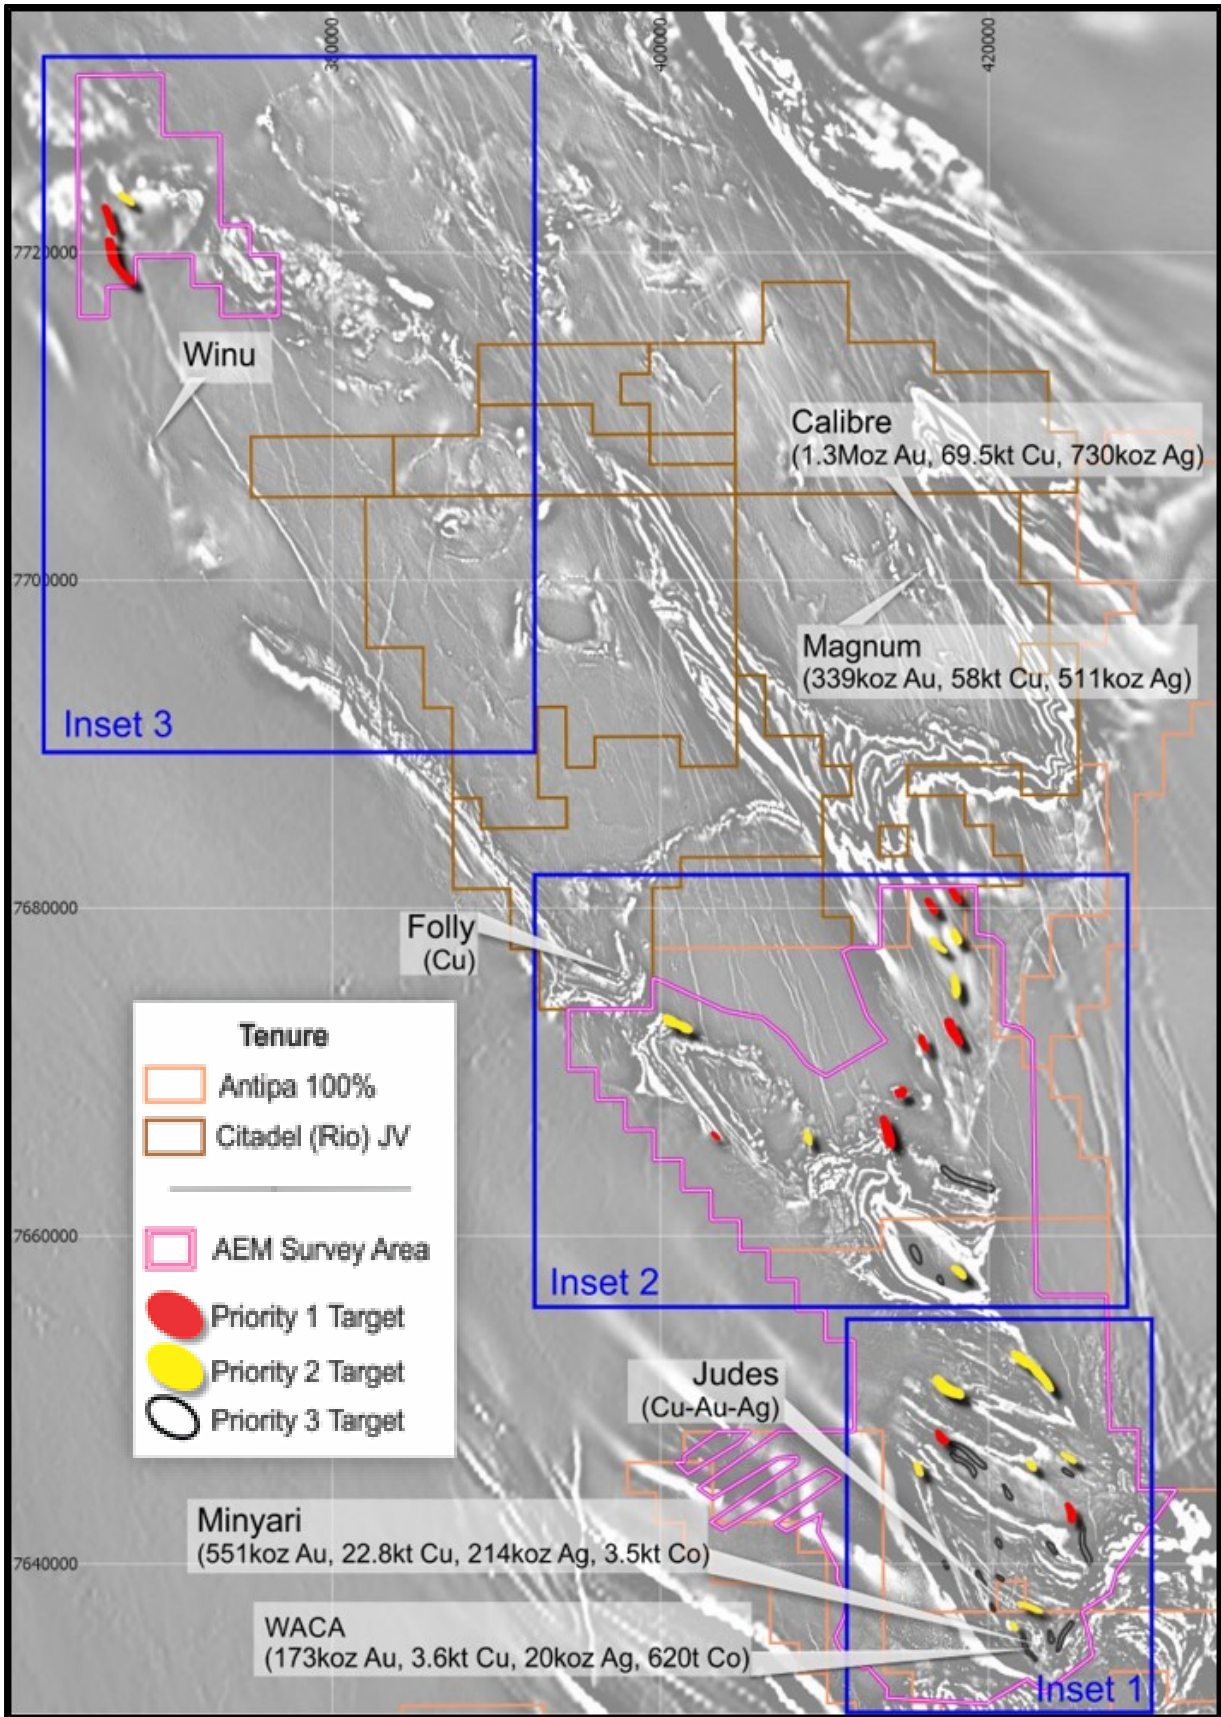 380000
400000
420000
7720000
Winu
Calibre
(1.3Moz Au, 69.5kt Cu, 730koz Ag)
7700000
Magnum
(339koz Au, 58kt Cu, 511koz Ag)
Inset 3
7680000
Folly
(Cu)
Tenure
Antipa 100%
Citadel (Rio) JV
AEM Survey Area
Priority 1 Target
Priority 2 Target
Priority 3 Target
7660000
Inset 2
Judes
(Cu-Au-Ag)
Minyari
(551koz Au, 22.8kt Cu, 214koz Ag, 3.5kt Co)
7640000
WACA
(173koz Au, 3.6kt Cu, 20koz Ag, 620t Co)
Inset 1